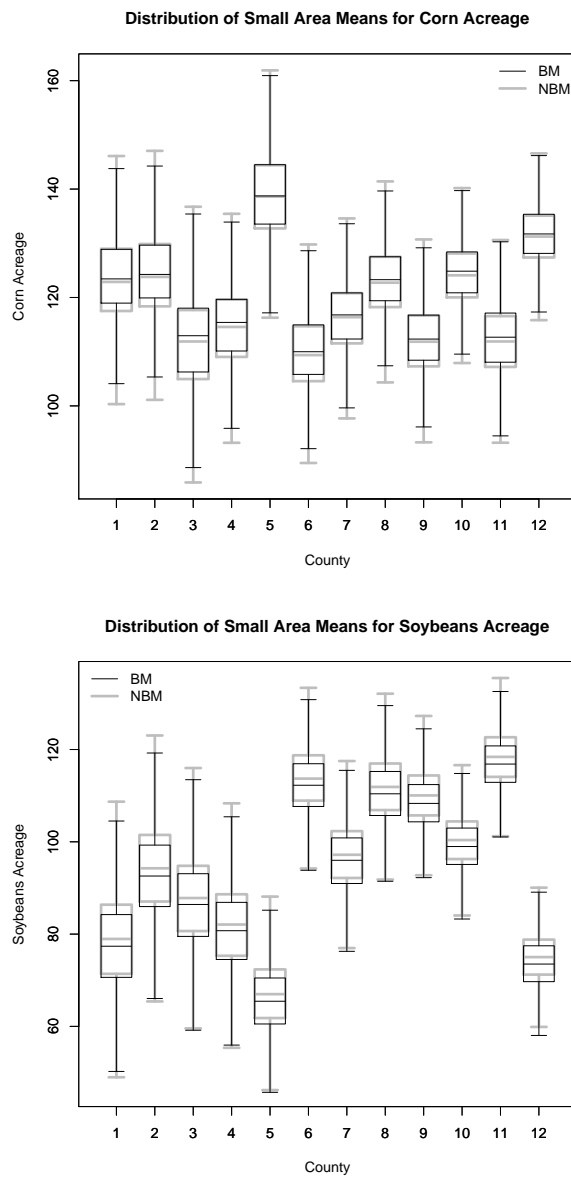 Distribution of Small Area Means for Corn Acreage
BM
NBM
160
140
120
100
Corn Acreage
1 2 3 4 5 6 7 8 9 10 11 12
County
Distribution of Small Area Means for Soybeans Acreage
BM
NBM
120
100
80
60
Soybeans Acreage
1 2 3 4 5 6 7 8 9 10 11 12
County